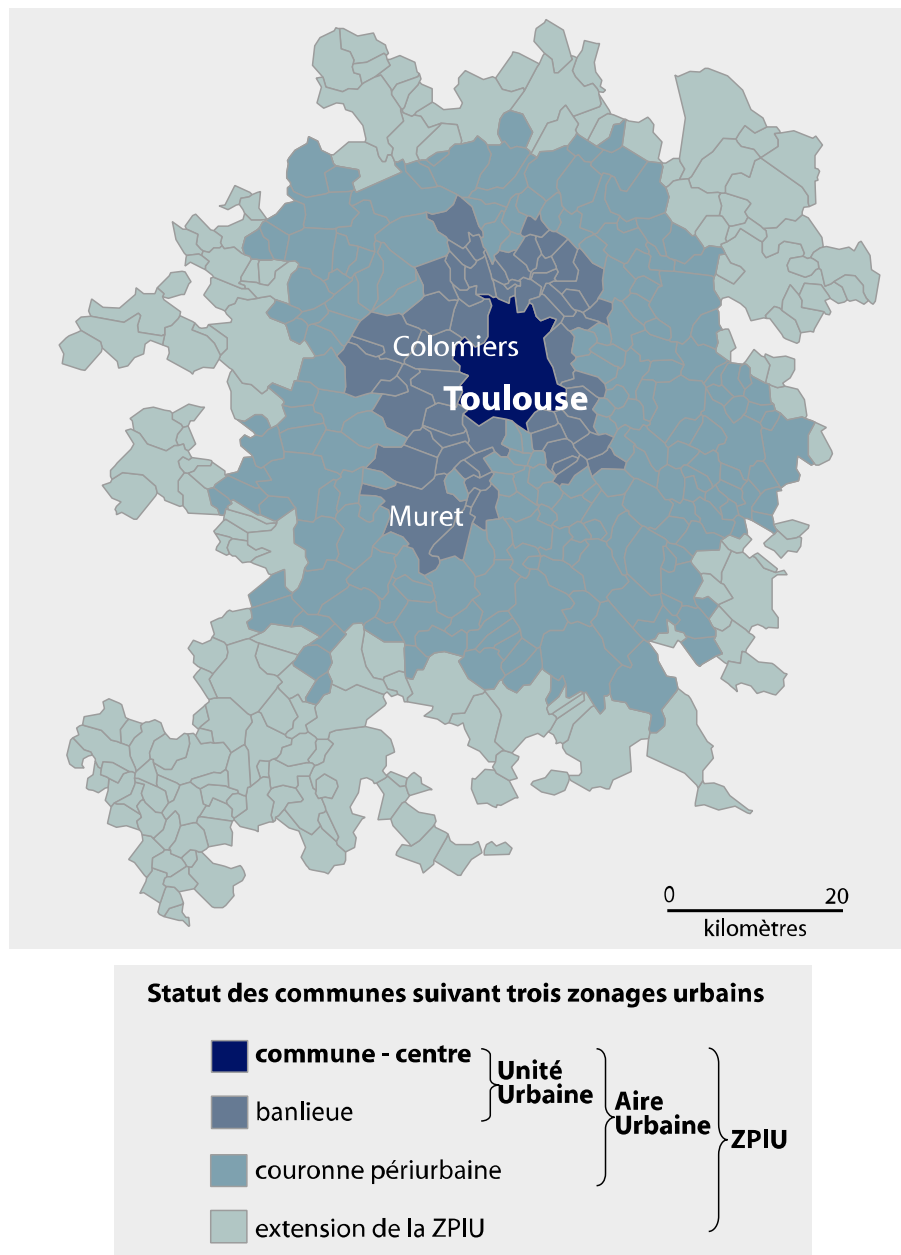 Colomiers
Toulouse
Muret
0 20
kilomètres
Statut des communes suivant trois zonages urbains
commune - centre
Unité
Urbaine
banlieue
Aire
Urbaine
ZPIU
couronne périurbaine
extension de la ZPIU